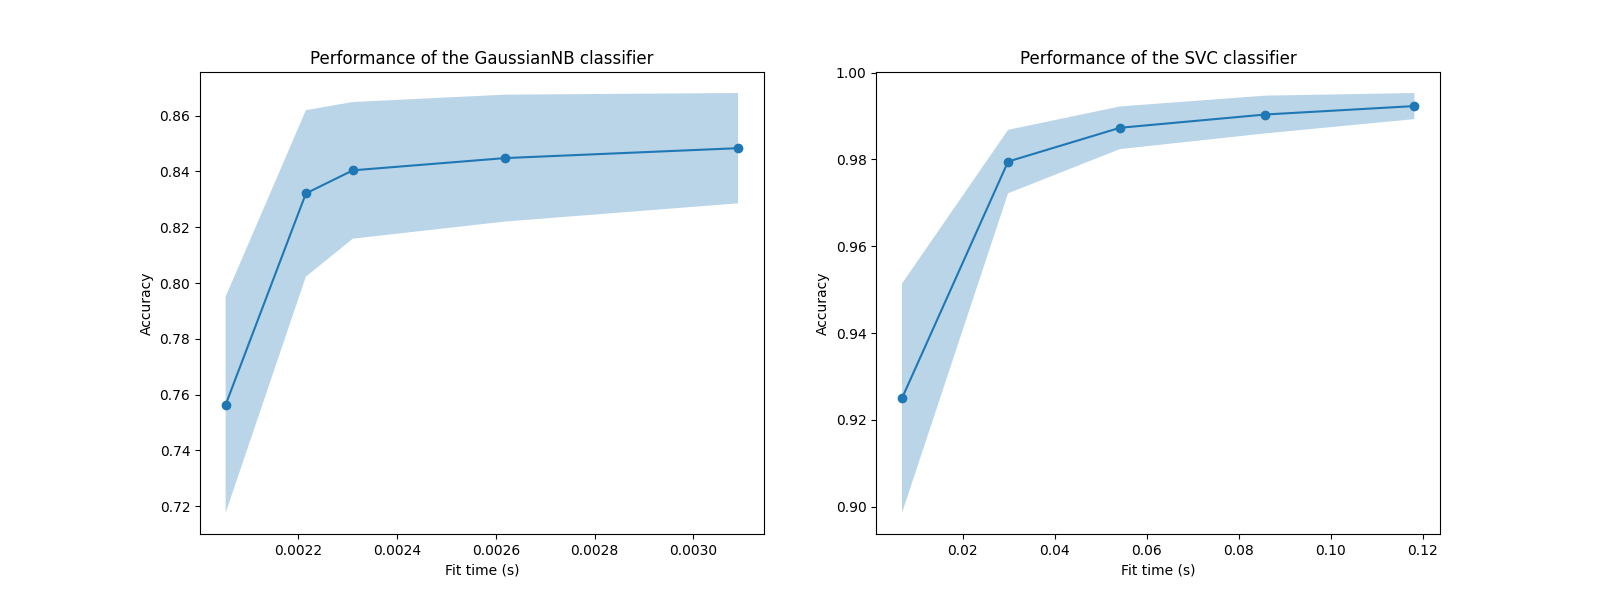 Performance of the GaussianNB classifier
Accuracy
0.86
0.84
0.82
0.80
0.78
0.76
0.74
0.72
0.0022 0.0024 0.0026 0.0028 0.0030
Fit time (s)
Performance of the SVC classifier
Accuracy
1.00
0.98
0.96
0.94
0.92
0.90
0.02 0.04 0.06 0.08 0.10 0.12
Fit time (s)